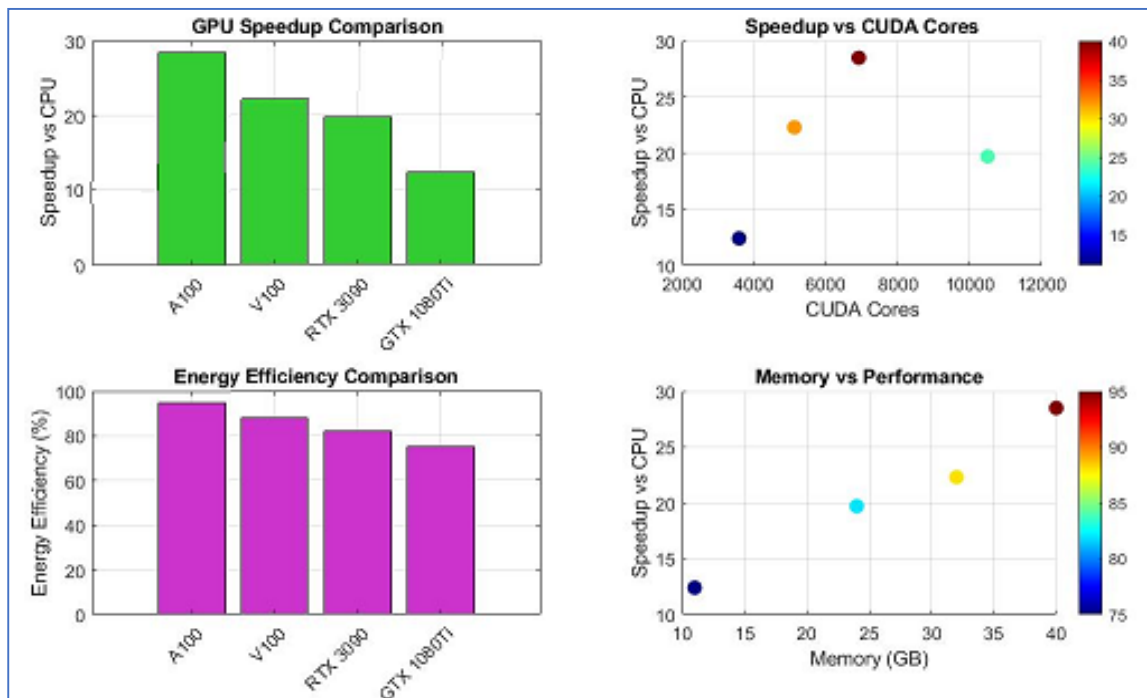 GPU Speedup Comparison
Speedup vs CPU
30
20
10
0
A100
V100
RTX 3090
GTX 1080TI
Speedup vs CUDA Cores
Speedup vs CPU
30
25
20
15
10
2000
4000
6000
8000
10000
12000
CUDA Cores
40
35
30
25
20
15
Energy Efficiency Comparison
Energy Efficiency (%)
100
80
60
40
20
0
A100
V100
RTX 3090
GTX 1080TI
Memory vs Performance
Speedup vs CPU
30
25
20
15
10
10
15
20
25
30
35
40
Memory (GB)
95
90
85
80
75